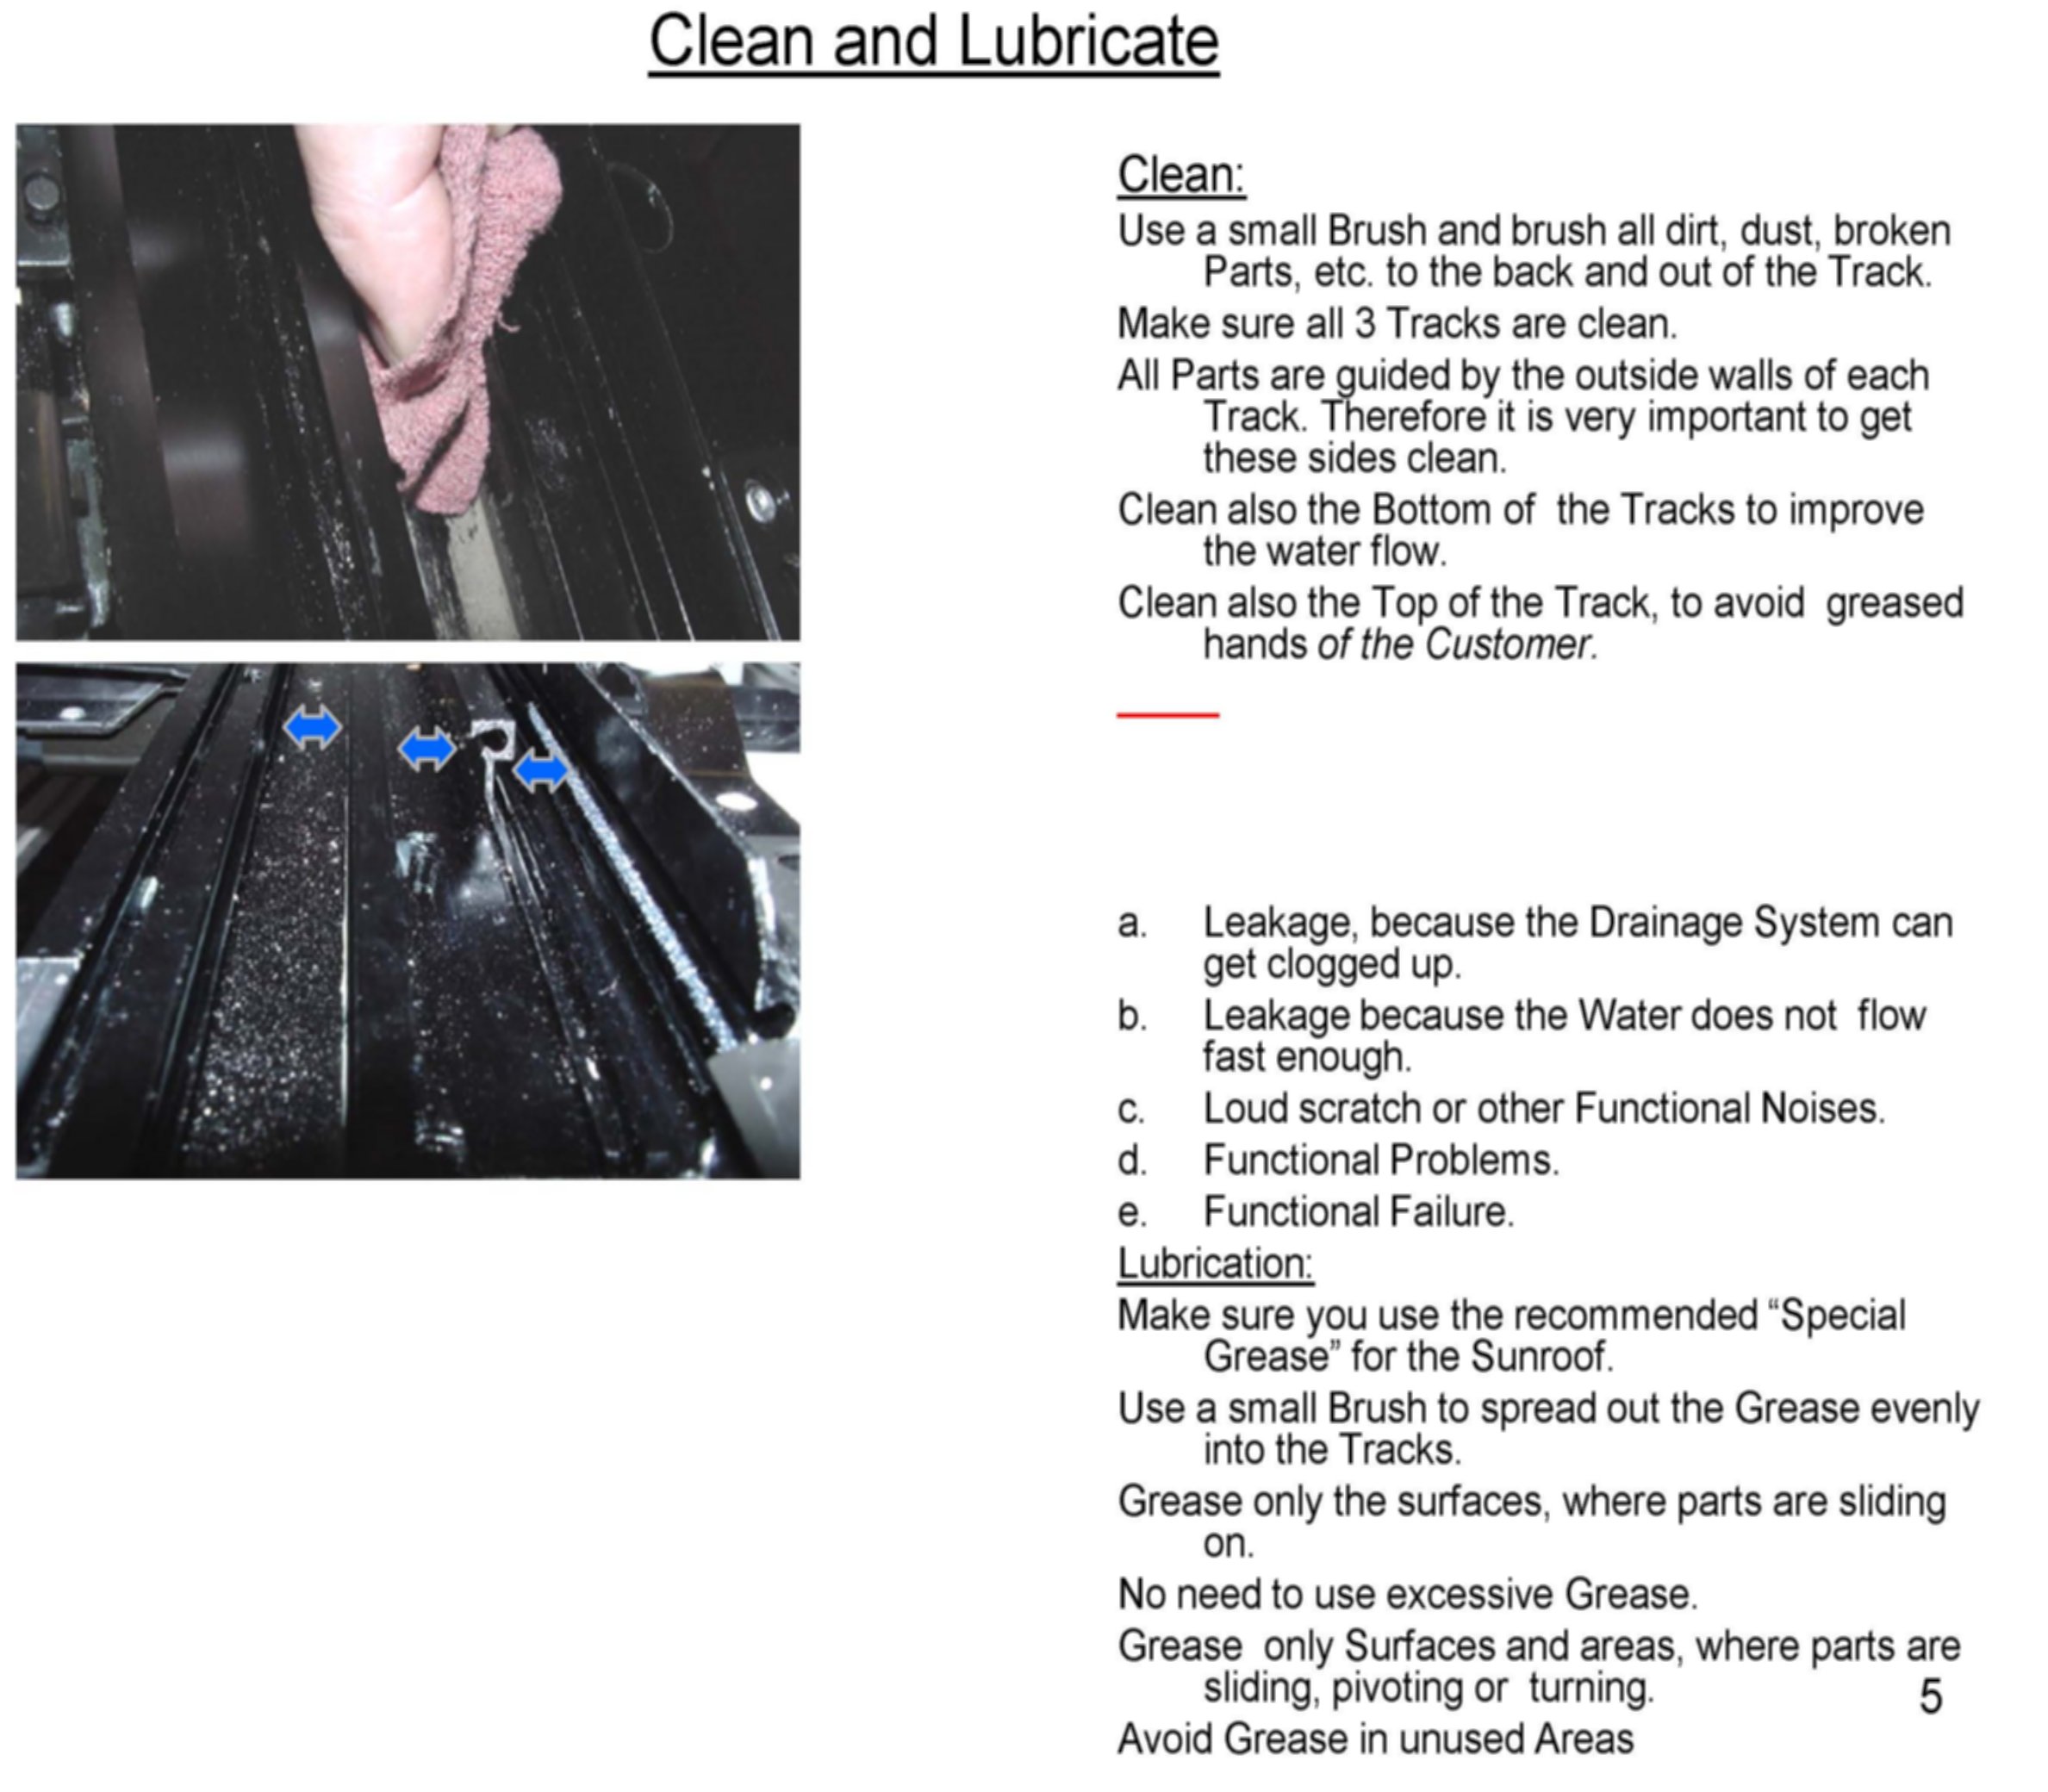 Clean and Lubricate
Clean:
Use a small Brush and brush all dirt, dust, broken
Parts, etc. to the back and out of the Track.
Make sure all 3 Tracks are clean.
All Parts are guided by the outside walls of each
Track. Therefore it is very important to get
these sides clean.
Clean also the Bottom of  the Tracks to improve
the water flow.
Clean also the Top of the Track, to avoid  greased
hands of the Customer.
a. Leakage, because the Drainage System can
get clogged up.
b. Leakage because the Water does not  flow
fast enough.
c. Loud scratch or other Functional Noises.
d. Functional Problems.
e. Functional Failure.
Lubrication:
Make sure you use the recommended “Special
Grease” for the Sunroof.
Use a small Brush to spread out the Grease evenly
into the Tracks.
Grease only the surfaces, where parts are sliding
on.
No need to use excessive Grease.
Grease  only Surfaces and areas, where parts are
sliding, pivoting or  turning.
5
Avoid Grease in unused Areas